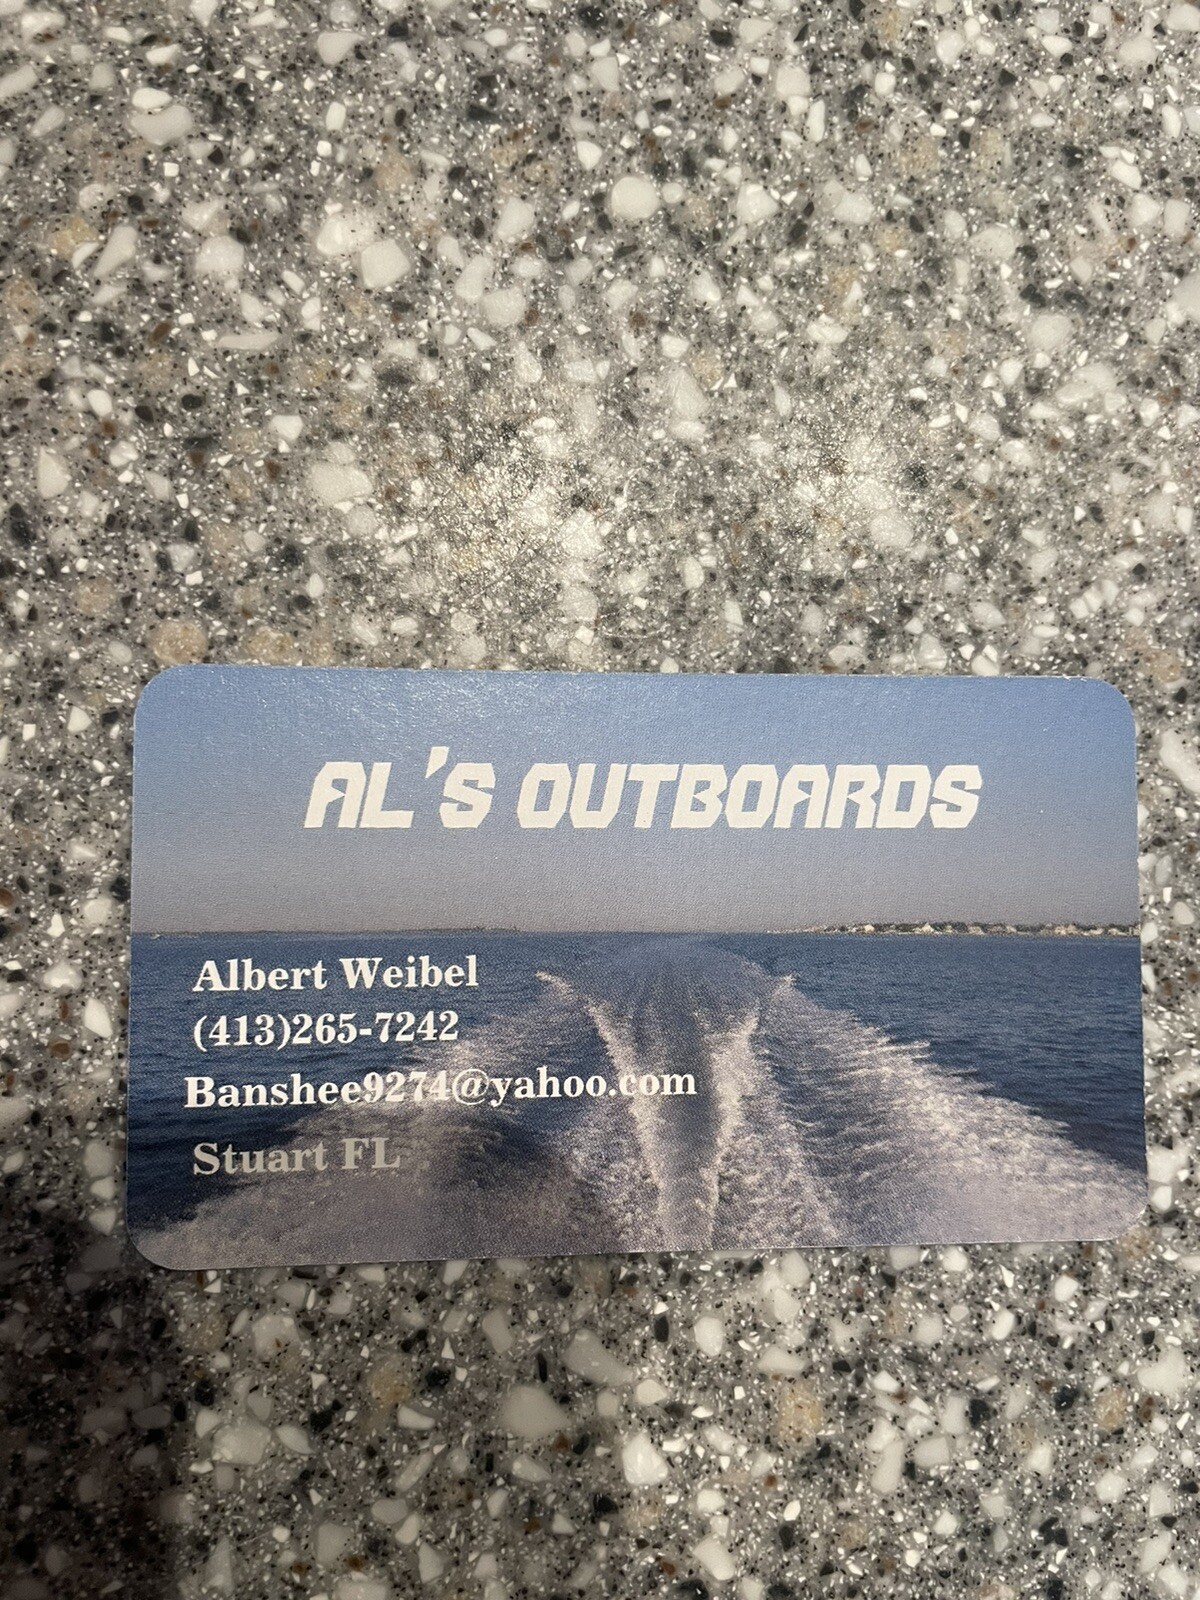 AL'S OUTBOARDS
Albert Weibel
(413)265-7242
Banshee9274@yahoo.com
Stuart FL